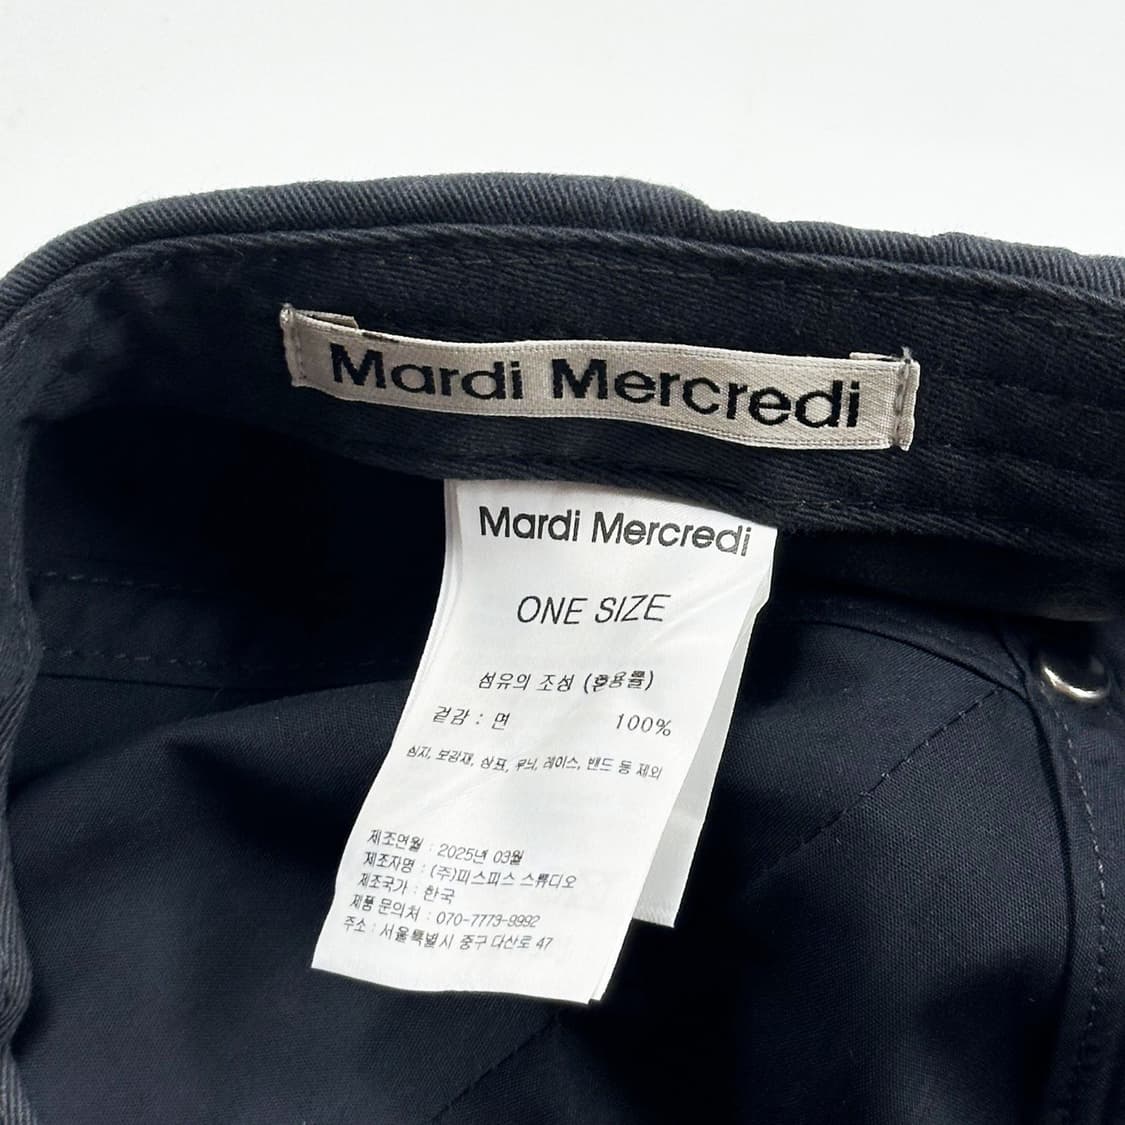 Mardi Mercredi
Mardi Mercredi
ONE SIZE
섬유의 조성 (혼용률)
겉감 : 면 100%
심지, 보강재, 상표, 무늬, 레이스, 밴드 등 제외
제조연월 : 2025년 03월
제조자명 : (주)피스피스 스튜디오
제조국가 : 한국
제품 문의처 : 070-7779-9992
주소 : 서울특별시 중구 다산로 47